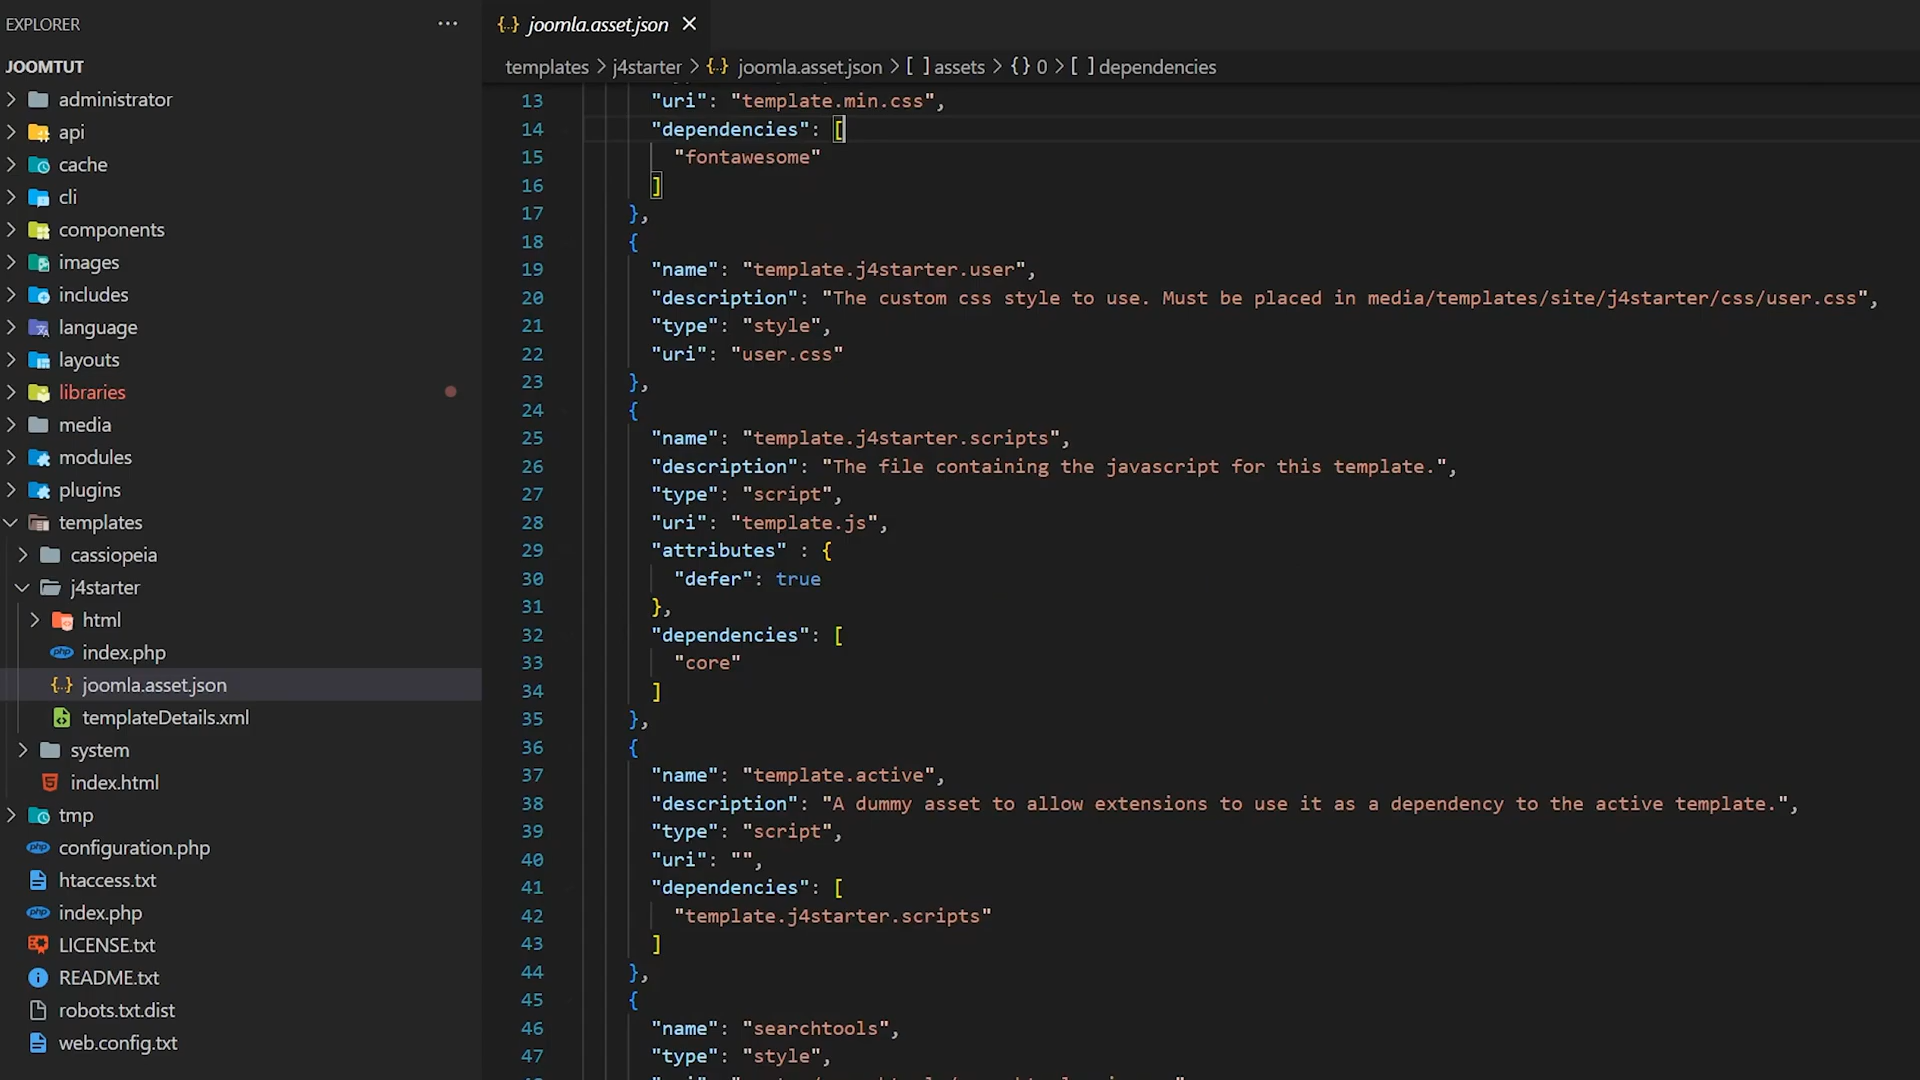 EXPLORER
JOOMTUT
administrator
api
cache
cli
components
images
includes
language
layouts
libraries
media
modules
plugins
templates
cassiopeia
j4starter
html
index.php
joomla.asset.json
templateDetails.xml
system
index.html
tmp
configuration.php
htaccess.txt
index.php
LICENSE.txt
README.txt
robots.txt.dist
web.config.txt
{..} joomla.asset.json
templates > j4starter > {..} joomla.asset.json > [ ] assets > {} 0 > [ ] dependencies
13 "uri": "template.min.css",
14 "dependencies": [
15 "fontawesome"
16 ]
17 },
18 {
19 "name": "template.j4starter.user",
20 "description": "The custom css style to use. Must be placed in media/templates/site/j4starter/css/user.css",
21 "type": "style",
22 "uri": "user.css"
23 },
24 {
25 "name": "template.j4starter.scripts",
26 "description": "The file containing the javascript for this template.",
27 "type": "script",
28 "uri": "template.js",
29 "attributes" : {
30 "defer": true
31 },
32 "dependencies": [
33 "core"
34 ]
35 },
36 {
37 "name": "template.active",
38 "description": "A dummy asset to allow extensions to use it as a dependency to the active template.",
39 "type": "script",
40 "uri": "",
41 "dependencies": [
42 "template.j4starter.scripts"
43 ]
44 },
45 {
46 "name": "searchtools",
47 "type": "style",